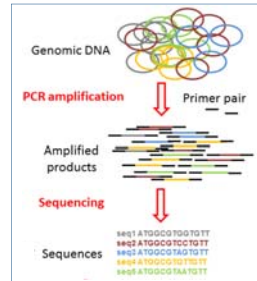 Genomic DNA
PCR amplification
Primer pair
Amplified
products
Sequencing
Sequences
seq1 ATGGCGTGGTGTT
seq2 ATGGCGTCCTGTT
seq3 ATGGCGTAGTGTT
seq4 ATGGCGTGTTGTT
seq5 ATGGCGTAATGTT